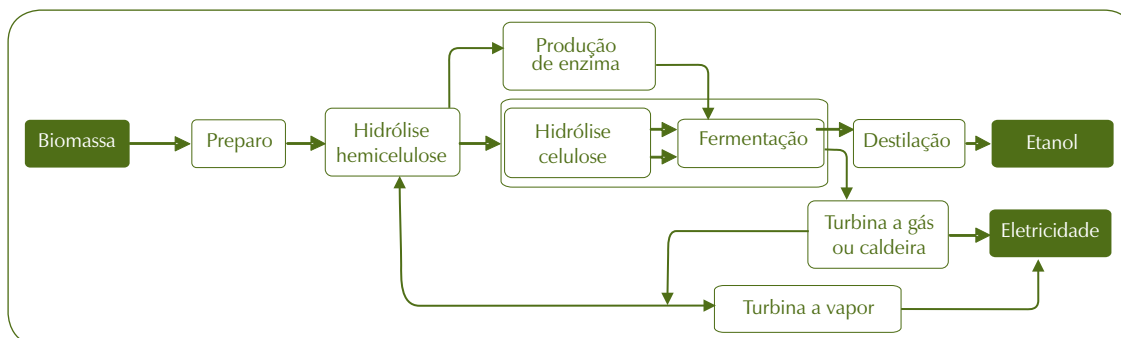 Biomassa
Preparo
Hidrólise
hemicelulose
Produção
de enzima
Hidrólise
celulose
Fermentação
Destilação
Etanol
Turbina a gás
ou caldeira
Eletricidade
Turbina a vapor